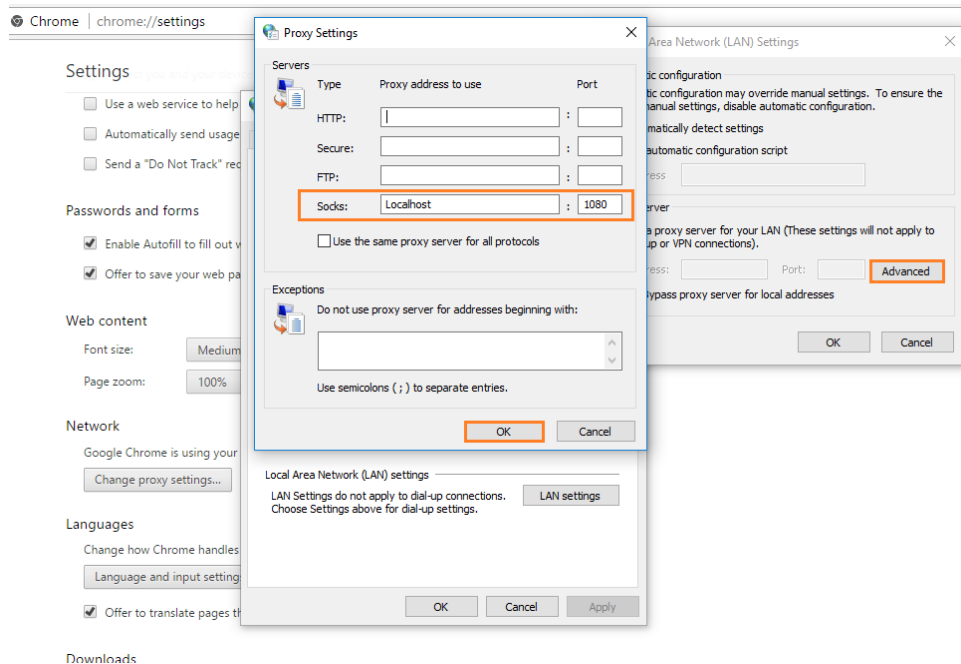 Chrome | chrome://settings
Settings
Use a web service to help
Automatically send usage
Send a "Do Not Track" req
Passwords and forms
Enable Autofill to fill out w
Offer to save your web pa
Web content
Font size:
Medium
Page zoom:
100%
Network
Google Chrome is using your
Change proxy settings...
Languages
Change how Chrome handles
Language and input setting
Offer to translate pages th
Downloads
Proxy Settings
Servers
Type Proxy address to use Port
HTTP: :
Secure: :
FTP: :
Socks: Localhost : 1080
Use the same proxy server for all protocols
Exceptions
Do not use proxy server for addresses beginning with:
Use semicolons ( ; ) to separate entries.
OK Cancel
Local Area Network (LAN) settings
LAN Settings do not apply to dial-up connections.
Choose Settings above for dial-up settings.
LAN settings
OK Cancel Apply
Area Network (LAN) Settings
tic configuration
tic configuration may override manual settings. To ensure the
manual settings, disable automatic configuration.
matically detect settings
automatic configuration script
ress
erver
a proxy server for your LAN (These settings will not apply to
up or VPN connections).
ress: Port: Advanced
Bypass proxy server for local addresses
OK Cancel